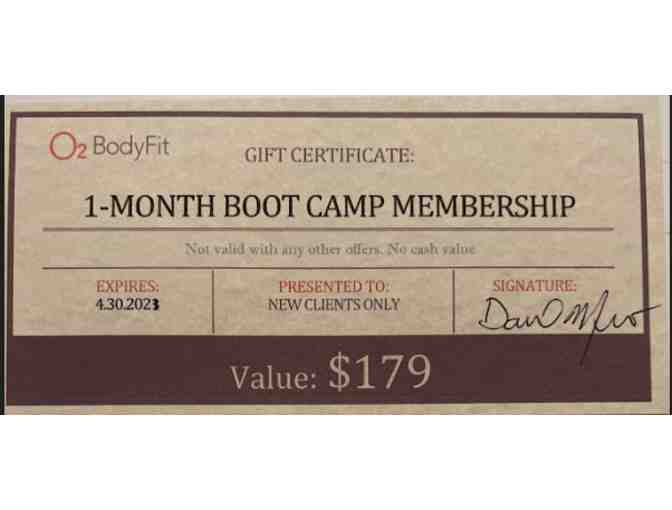 O2 BodyFit
GIFT CERTIFICATE:
1-MONTH BOOT CAMP MEMBERSHIP
Not valid with any other offers. No cash value
EXPIRES:
4.30.2023
PRESENTED TO:
NEW CLIENTS ONLY
SIGNATURE:
Value: $179